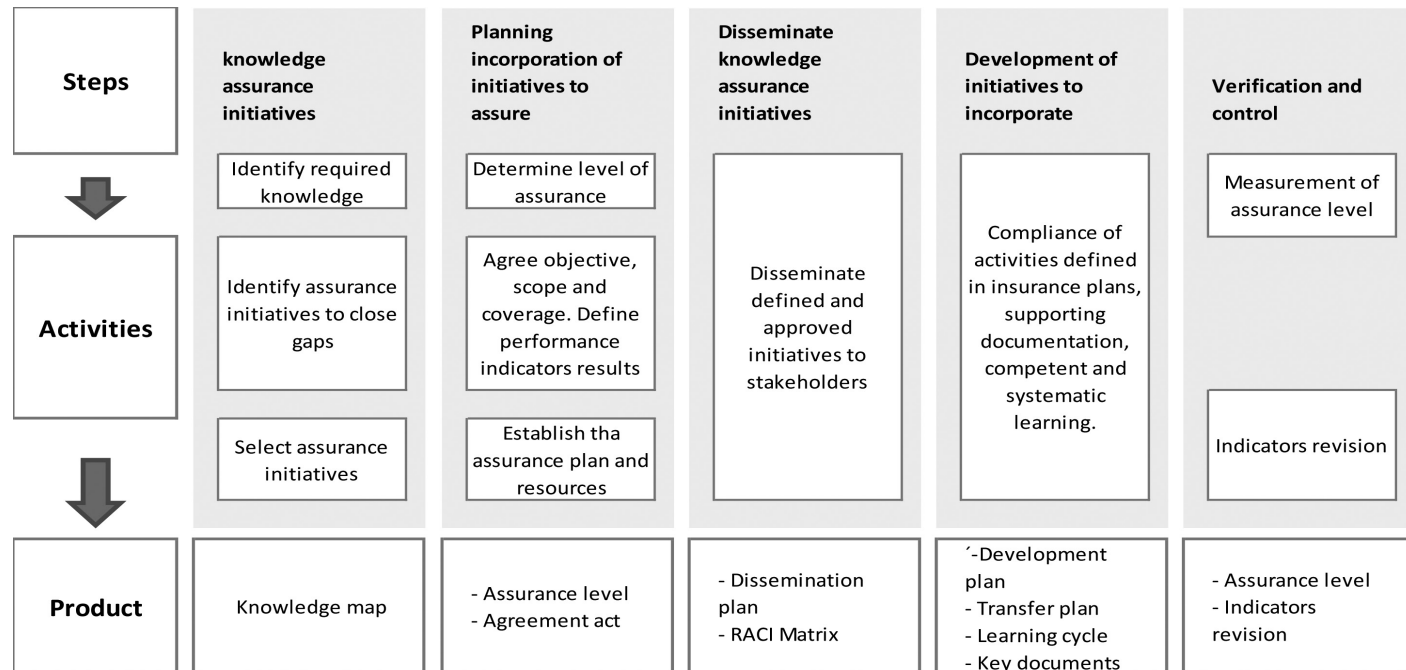 Steps
knowledge
assurance
initiatives
Planning
incorporation of
initiatives to
assure
Disseminate
knowledge
assurance
initiatives
Development of
initiatives to
incorporate
Verification and
control
Activities
Identify required
knowledge
Identify assurance
initiatives to close
gaps
Select assurance
initiatives
Determine level of
assurance
Agree objective,
scope and
coverage. Define
performance
indicators results
Establish tha
assurance plan and
resources
Disseminate
defined and
approved
initiatives to
stakeholders
Compliance of
activities defined
in insurance plans,
supporting
documentation,
competent and
systematic
learning.
Measurement of
assurance level
Indicators revision
Product
Knowledge map
- Assurance level
- Agreement act
- Dissemination
plan
- RACI Matrix
´-Development
plan
- Transfer plan
- Learning cycle
- Key documents
- Assurance level
- Indicators
revision